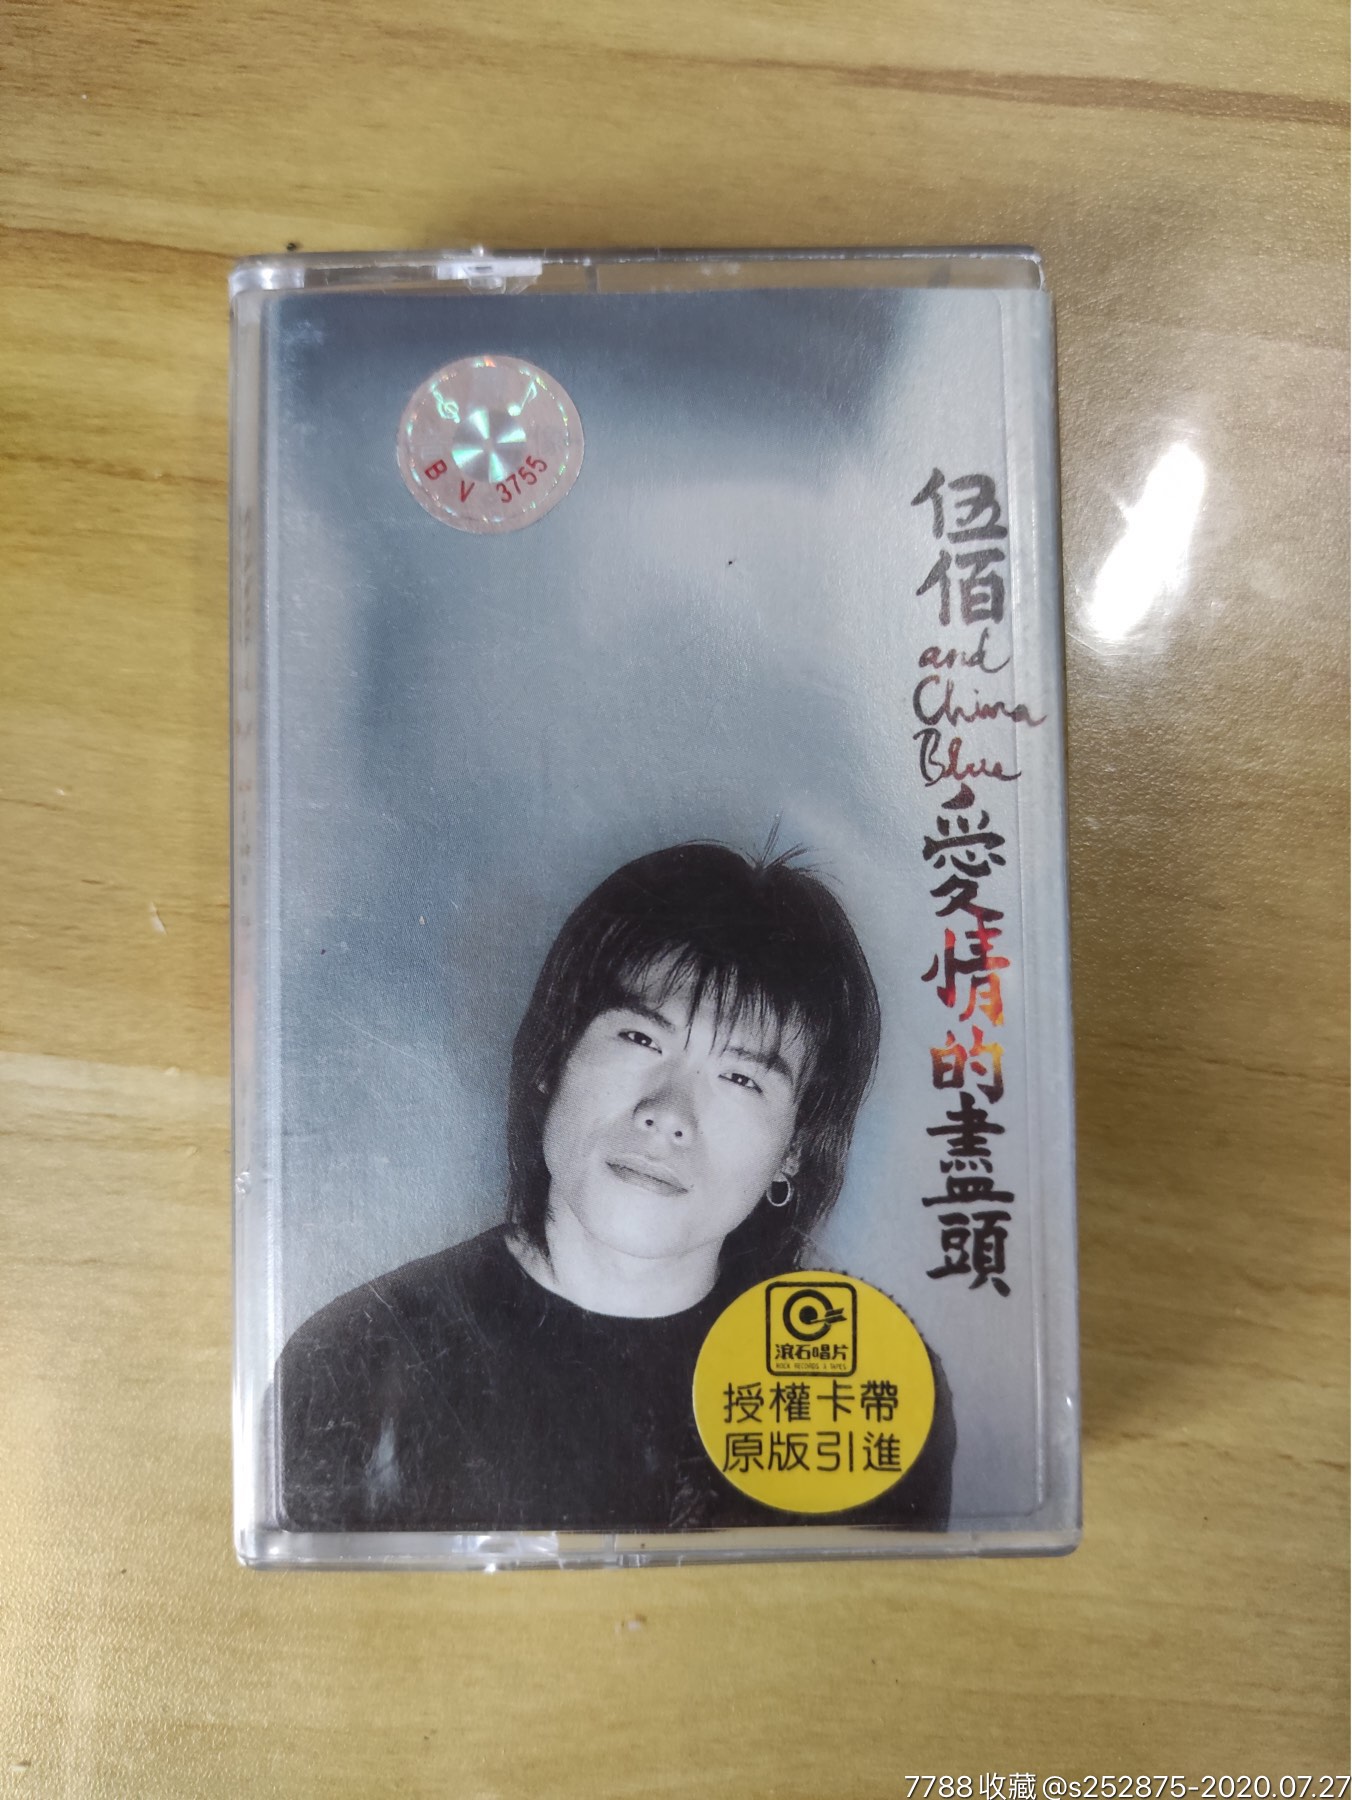 B V 3755
伍佰
and
China
Blue
愛情的盡頭
滾石唱片
ROCK RECORDS & TAPES
授權卡帶
原版引進
7788收藏@s252875-2020.07.27